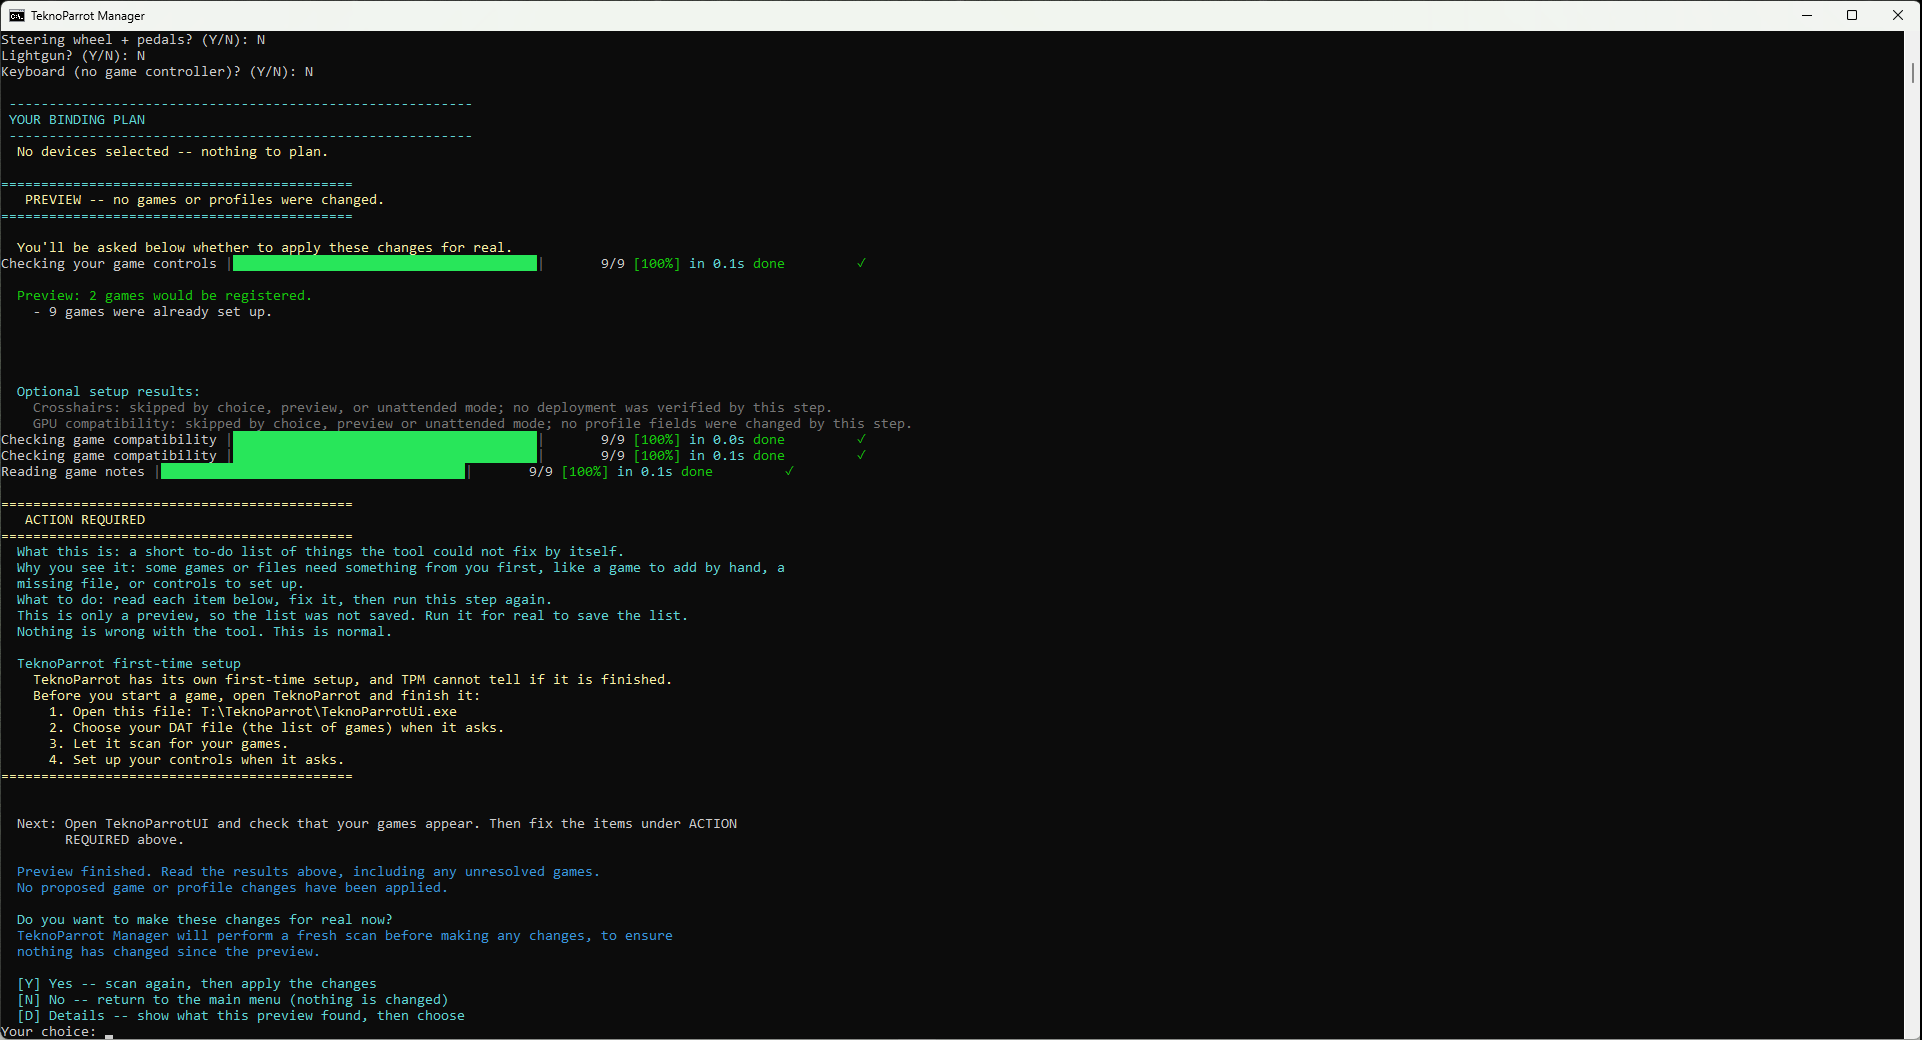 TeknoParrot Manager
Steering wheel + pedals? (Y/N): N
Lightgun? (Y/N): N
Keyboard (no game controller)? (Y/N): N
----------------------------------------------------------
YOUR BINDING PLAN
----------------------------------------------------------
No devices selected -- nothing to plan.
============================================
PREVIEW -- no games or profiles were changed.
============================================
You'll be asked below whether to apply these changes for real.
Checking your game controls | | 9/9 [100%] in 0.1s done ✓
Preview: 2 games would be registered.
- 9 games were already set up.
Optional setup results:
Crosshairs: skipped by choice, preview, or unattended mode; no deployment was verified by this step.
GPU compatibility: skipped by choice, preview or unattended mode; no profile fields were changed by this step.
Checking game compatibility | | 9/9 [100%] in 0.0s done ✓
Checking game compatibility | | 9/9 [100%] in 0.1s done ✓
Reading game notes | | 9/9 [100%] in 0.1s done ✓
============================================
ACTION REQUIRED
============================================
What this is: a short to-do list of things the tool could not fix by itself.
Why you see it: some games or files need something from you first, like a game to add by hand, a
missing file, or controls to set up.
What to do: read each item below, fix it, then run this step again.
This is only a preview, so the list was not saved. Run it for real to save the list.
Nothing is wrong with the tool. This is normal.
TeknoParrot first-time setup
TeknoParrot has its own first-time setup, and TPM cannot tell if it is finished.
Before you start a game, open TeknoParrot and finish it:
1. Open this file: T:\TeknoParrot\TeknoParrotUi.exe
2. Choose your DAT file (the list of games) when it asks.
3. Let it scan for your games.
4. Set up your controls when it asks.
============================================
Next: Open TeknoParrotUI and check that your games appear. Then fix the items under ACTION
REQUIRED above.
Preview finished. Read the results above, including any unresolved games.
No proposed game or profile changes have been applied.
Do you want to make these changes for real now?
TeknoParrot Manager will perform a fresh scan before making any changes, to ensure
nothing has changed since the preview.
[Y] Yes -- scan again, then apply the changes
[N] No -- return to the main menu (nothing is changed)
[D] Details -- show what this preview found, then choose
Your choice: